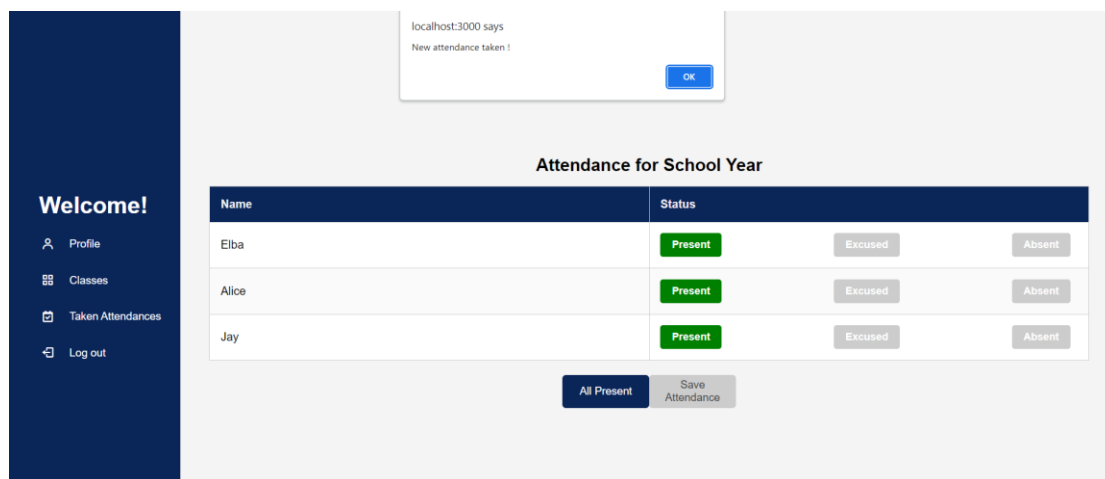 localhost:3000 says
New attendance taken !
OK
Attendance for School Year
Welcome!
Profile
Classes
Taken Attendances
Log out
Name Status
Elba Present Excused Absent
Alice Present Excused Absent
Jay Present Excused Absent
All Present
Save
Attendance